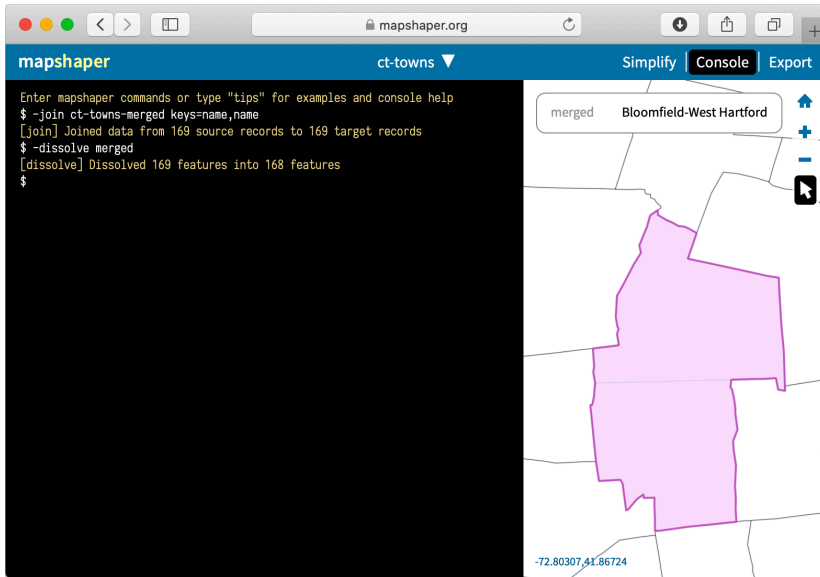 mapshaper.org
mapshaper
ct-towns ▼
Simplify
Console
Export
Enter mapshaper commands or type "tips" for examples and console help
$ -join ct-towns-merged keys=name,name
[join] Joined data from 169 source records to 169 target records
$ -dissolve merged
[dissolve] Dissolved 169 features into 168 features
$
merged Bloomfield-West Hartford
-72.80307,41.86724